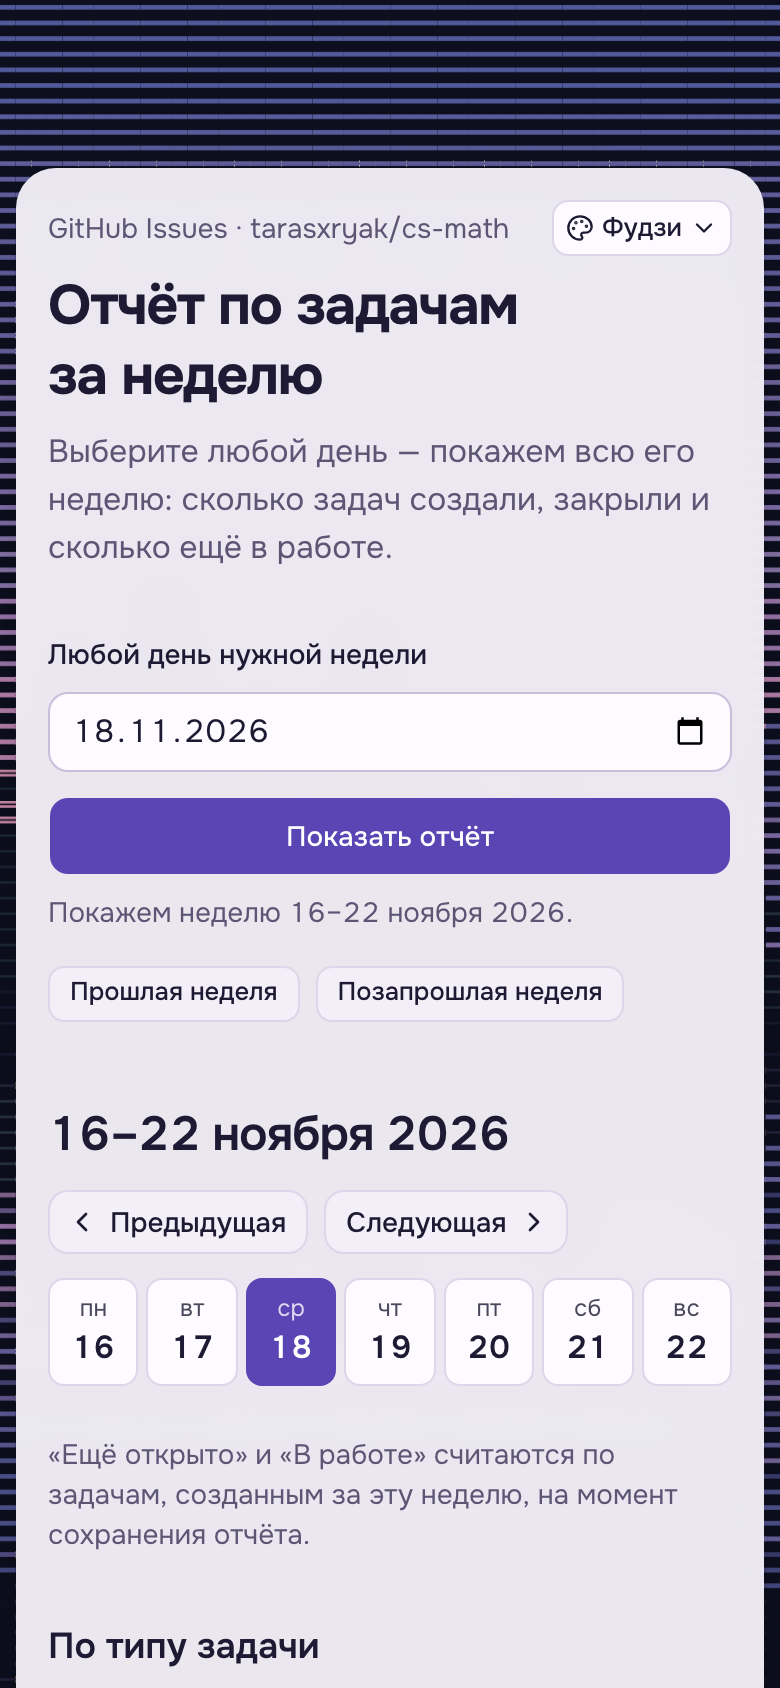 GitHub Issues · tarasxryak/cs-math
Фудзи
Отчёт по задачам
за неделю
Выберите любой день — покажем всю его
неделю: сколько задач создали, закрыли и
сколько ещё в работе.
Любой день нужной недели
18.11.2026
Показать отчёт
Покажем неделю 16–22 ноября 2026.
Прошлая неделя
Позапрошлая неделя
16–22 ноября 2026
Предыдущая
Следующая
пн вт ср чт пт сб вс
16 17 18 19 20 21 22
«Ещё открыто» и «В работе» считаются по
задачам, созданным за эту неделю, на момент
сохранения отчёта.
По типу задачи